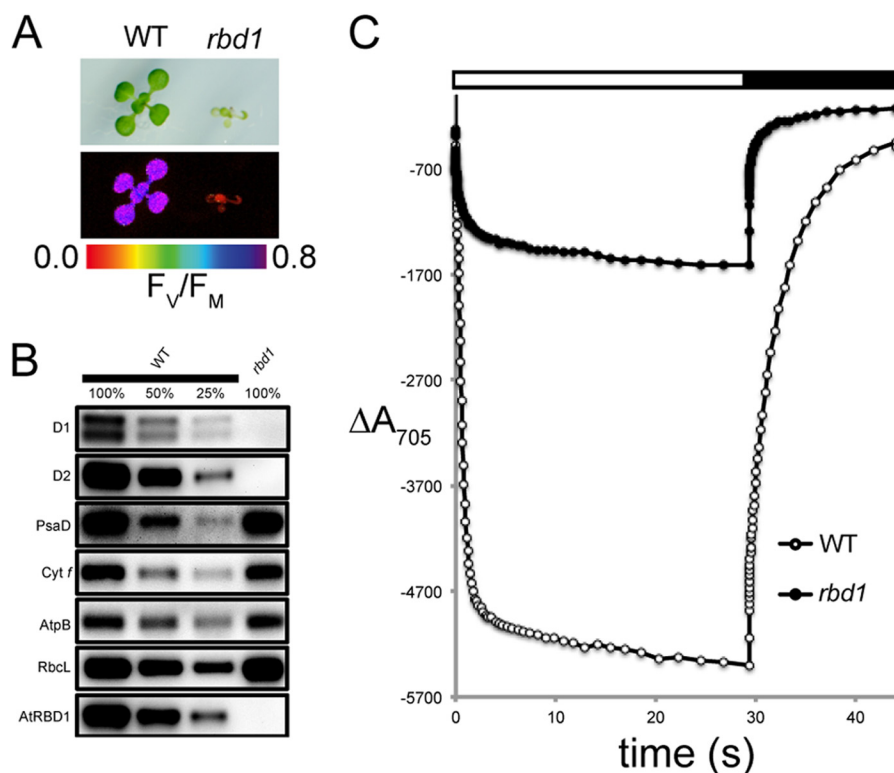 A
WT rbd1
0.0 0.8
FV/FM
B
WT rbd1
100% 50% 25% 100%
D1
D2
PsaD
Cyt f
AtpB
RbcL
AtRBD1
C
-700
-1700
-2700
-3700
-4700
-5700
ΔA705
WT
rbd1
0 10 20 30 40
time (s)